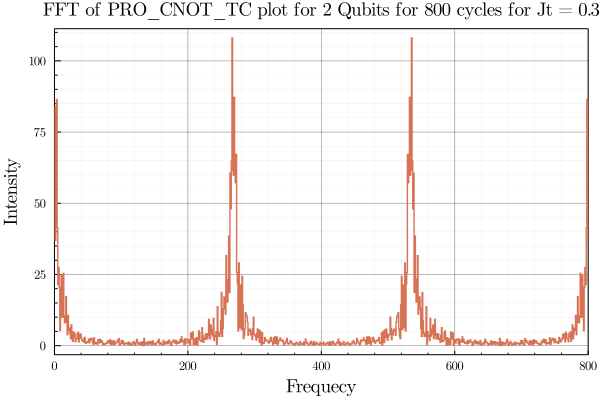 FFT of PRO_CNOT_TC plot for 2 Qubits for 800 cycles for Jt = 0.3
Intensity
100
75
50
25
0
0 200 400 600 800
Frequecy